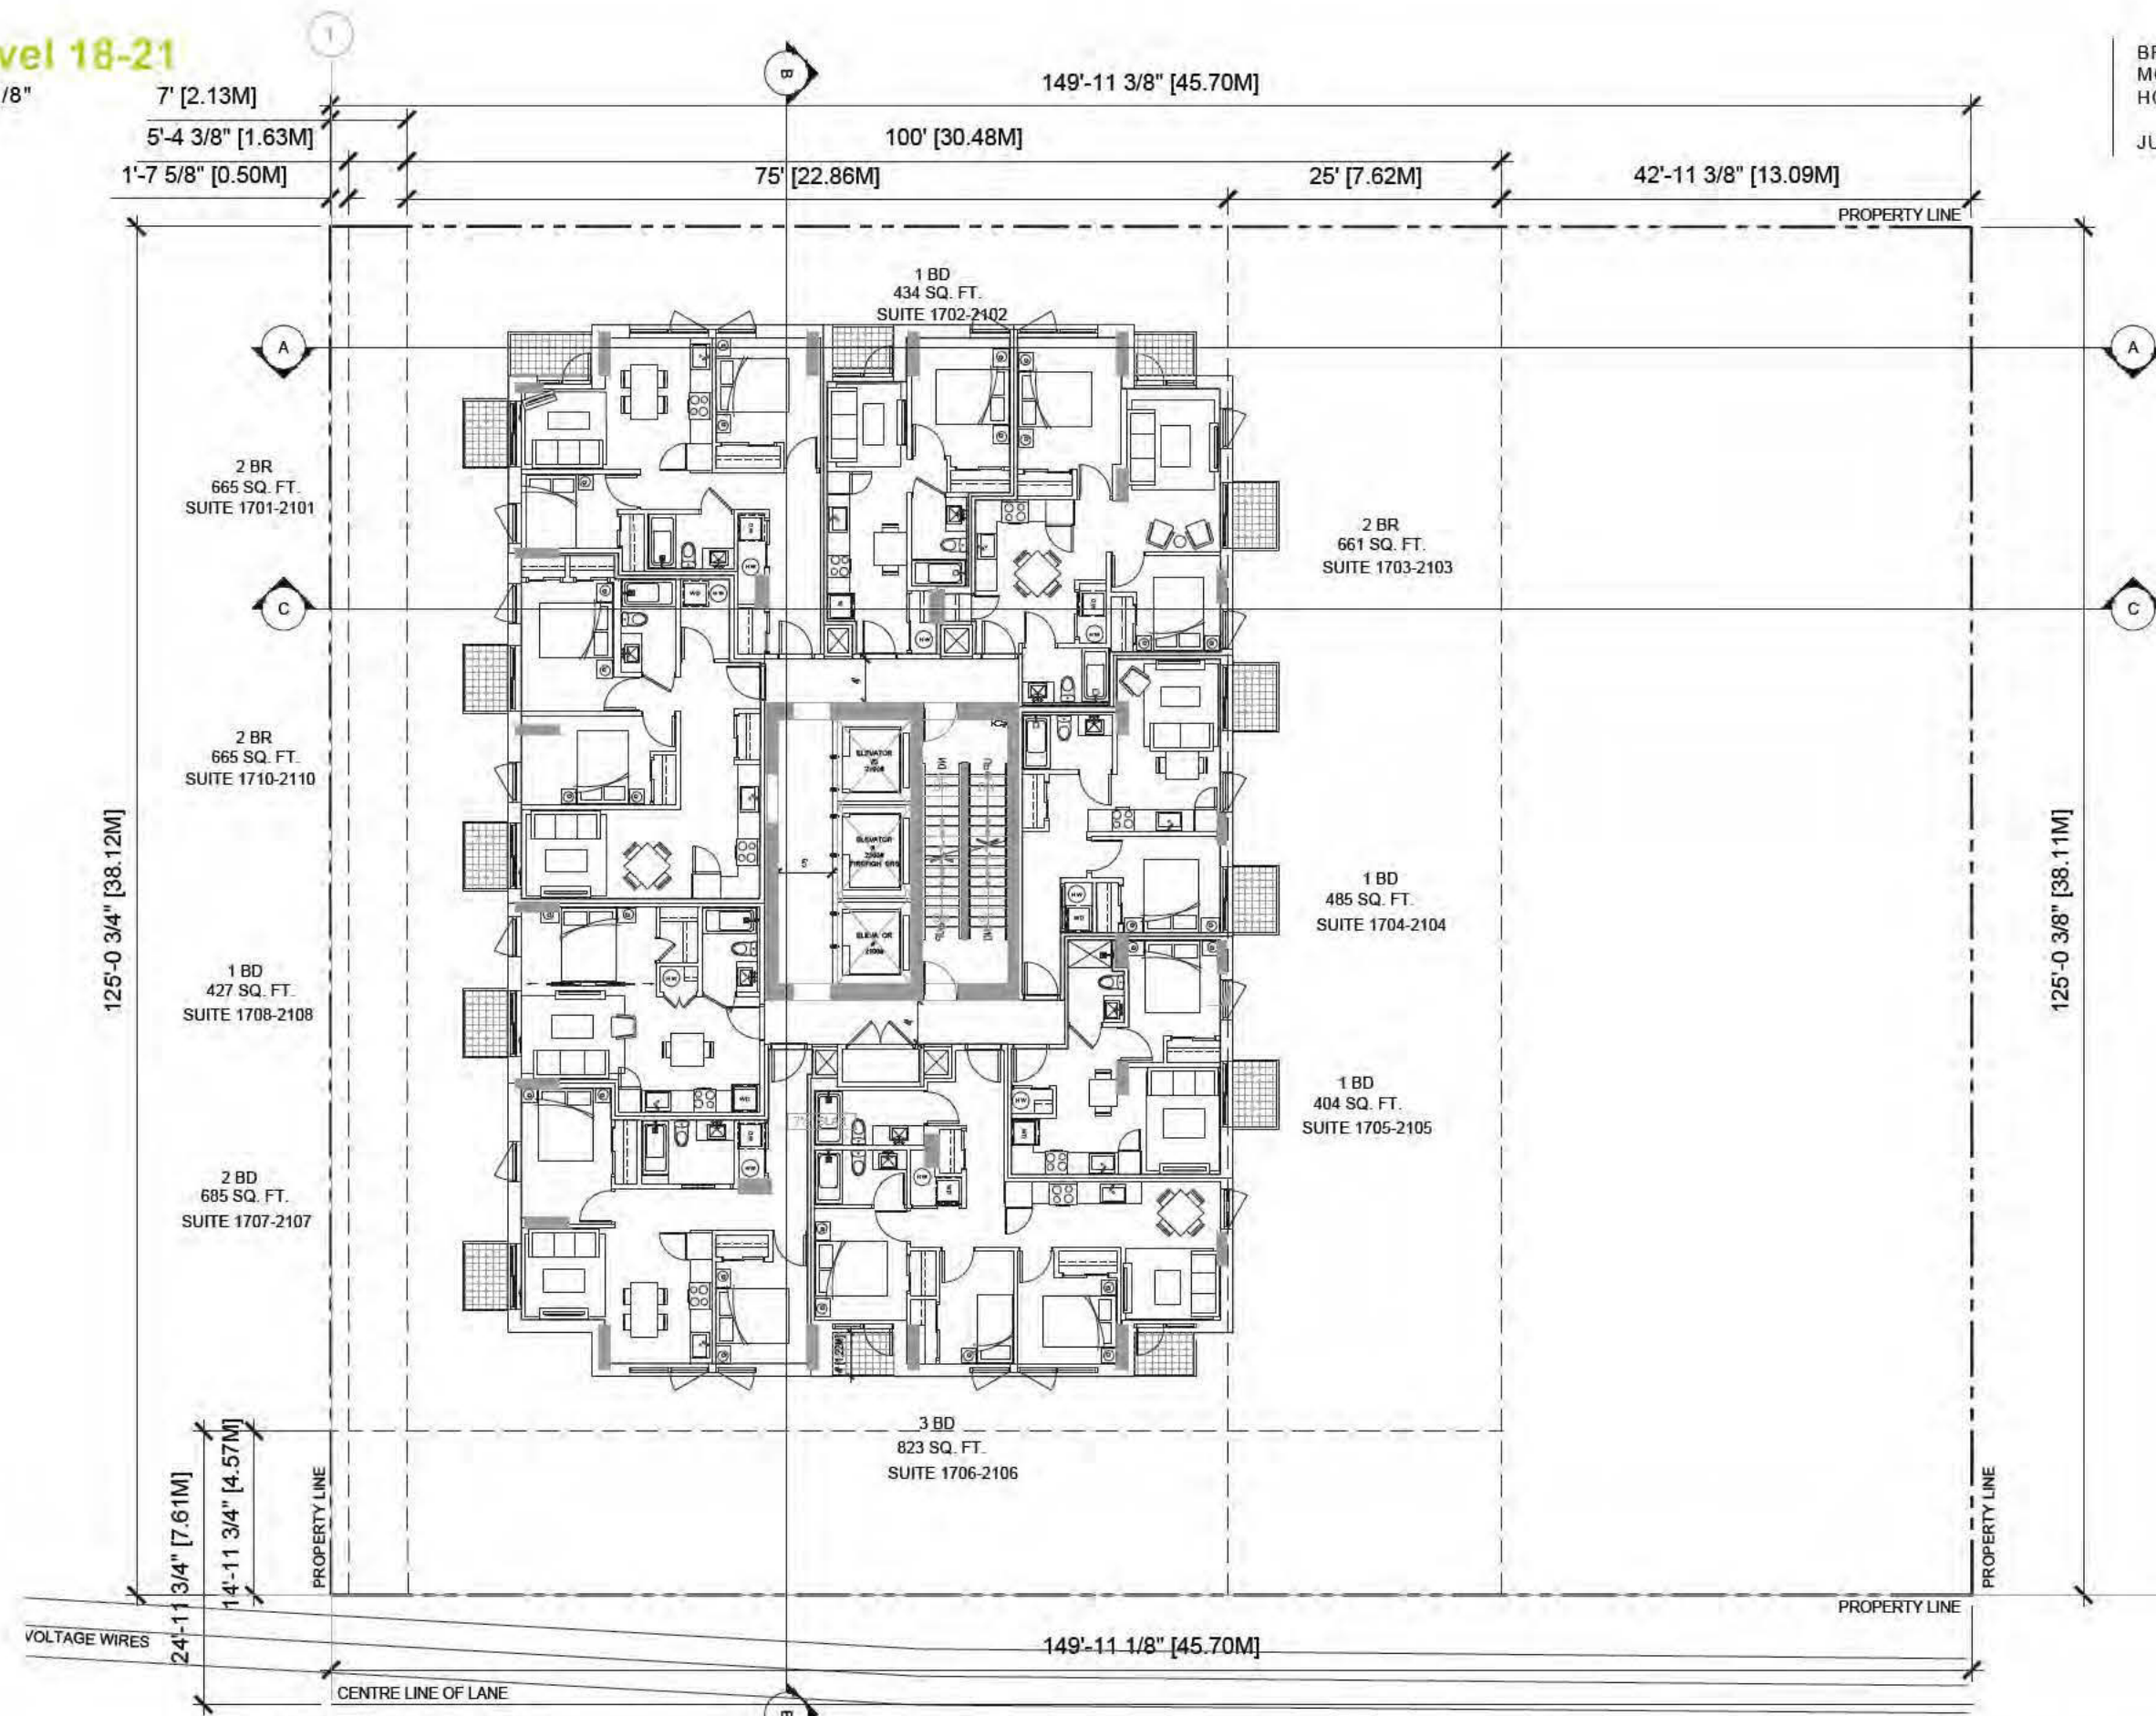 vel 18-21
/8"
1
B
BR
JU
7' [2.13M]
149'-11 3/8" [45.70M]
5'-4 3/8" [1.63M]
100' [30.48M]
1'-7 5/8" [0.50M]
75' [22.86M]
25' [7.62M]
42'-11 3/8" [13.09M]
PROPERTY LINE
1 BD
434 SQ. FT.
SUITE 1702-2102
A
A
2 BR
665 SQ. FT.
SUITE 1701-2101
2 BR
661 SQ. FT.
SUITE 1703-2103
C
C
2 BR
665 SQ. FT.
SUITE 1710-2110
125'-0 3/4" [38.12M]
125'-0 3/8" [38.11M]
1 BD
485 SQ. FT.
SUITE 1704-2104
1 BD
427 SQ. FT.
SUITE 1708-2108
1 BD
404 SQ. FT.
SUITE 1705-2105
2 BD
685 SQ. FT.
SUITE 1707-2107
3 BD
823 SQ. FT.
SUITE 1706-2106
24'-11 3/4" [7.61M]
14'-11 3/4" [4.57M]
PROPERTY LINE
PROPERTY LINE
PROPERTY LINE
VOLTAGE WIRES
149'-11 1/8" [45.70M]
CENTRE LINE OF LANE